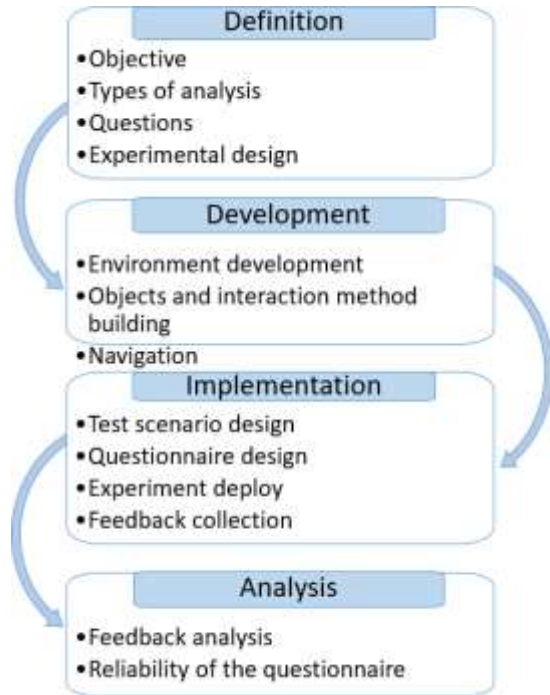 Definition
•Objective
•Types of analysis
•Questions
•Experimental design
Development
•Environment development
•Objects and interaction method
building
•Navigation
Implementation
•Test scenario design
•Questionnaire design
•Experiment deploy
•Feedback collection
Analysis
•Feedback analysis
•Reliability of the questionnaire